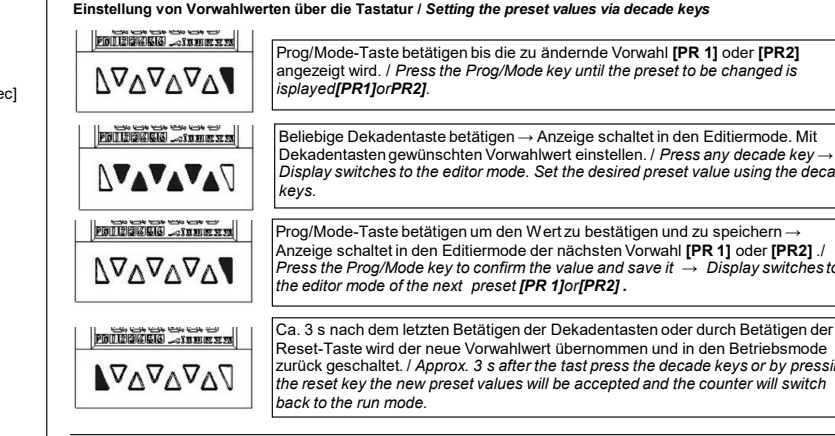 Einstellung von Vorwahlwerten über die Tastatur / Setting the preset values via decade keys
ec]
Prog/Mode-Taste betätigen bis die zu ändernde Vorwahl [PR 1] oder [PR2]
angezeigt wird. / Press the Prog/Mode key until the preset to be changed is
isplayed[PR1]orPR2].
Beliebige Dekadentaste betätigen → Anzeige schaltet in den Editiermode. Mit
Dekadentasten gewünschten Vorwahlwert einstellen. / Press any decade key →
Display switches to the editor mode. Set the desired preset value using the deca
keys.
Prog/Mode-Taste betätigen um den Wert zu bestätigen und zu speichern →
Anzeige schaltet in den Editiermode der nächsten Vorwahl [PR 1] oder [PR2] ./
Press the Prog/Mode key to confirm the value and save it → Display switches to
the editor mode of the next preset [PR 1]or[PR2] .
Ca. 3 s nach dem letzten Betätigen der Dekadentasten oder durch Betätigen der
Reset-Taste wird der neue Vorwahlwert übernommen und in den Betriebsmode
zurück geschaltet. / Approx. 3 s after the tast press the decade keys or by pressi
the reset key the new preset values will be accepted and the counter will switch
back to the run mode.